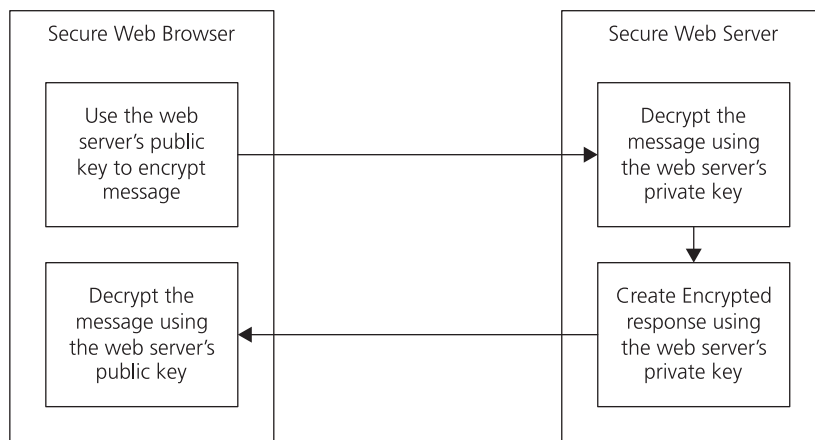 Secure Web Browser
Use the web
server’s public
key to encrypt
message
Decrypt the
message using
the web server’s
public key
Secure Web Server
Decrypt the
message using
the web server’s
private key
Create Encrypted
response using
the web server’s
private key